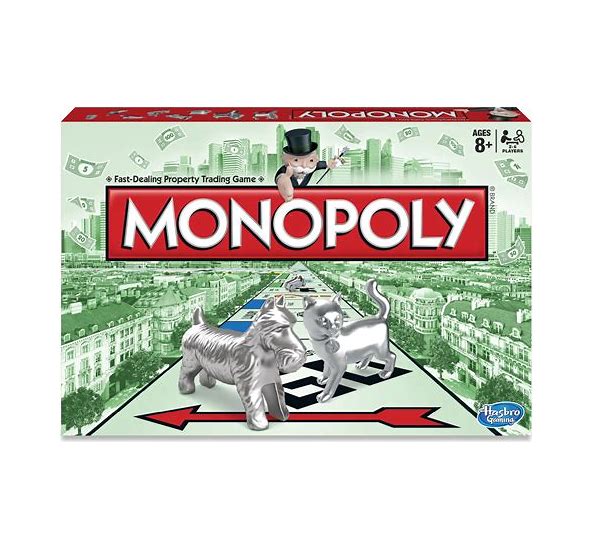 MONOPOLY
AGES
8+
2-6
PLAYERS
Fast-Dealing Property Trading Game
MONOPOLY
® BRAND
Hasbro
Gaming